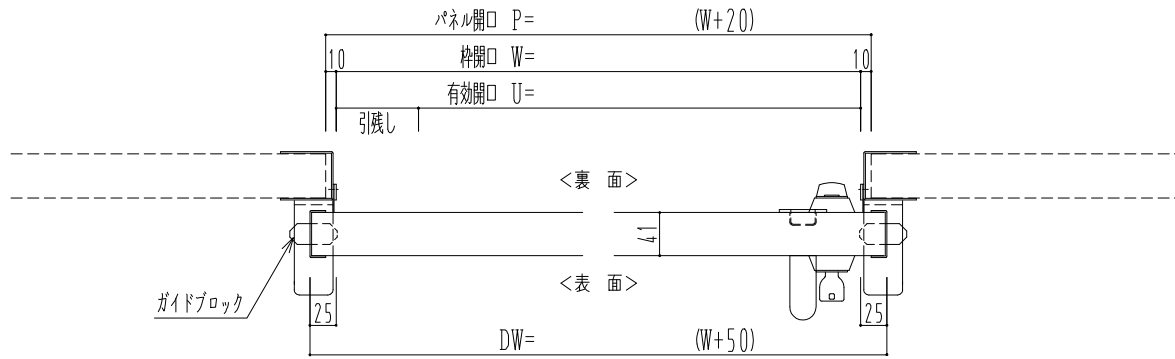 パネル開口 P= (W+20)
10 枠開口 W= 10
有効開口 U=
引残し
<裏 面>
41
<表 面>
ガイドブロック
25 25
DW= (W+50)